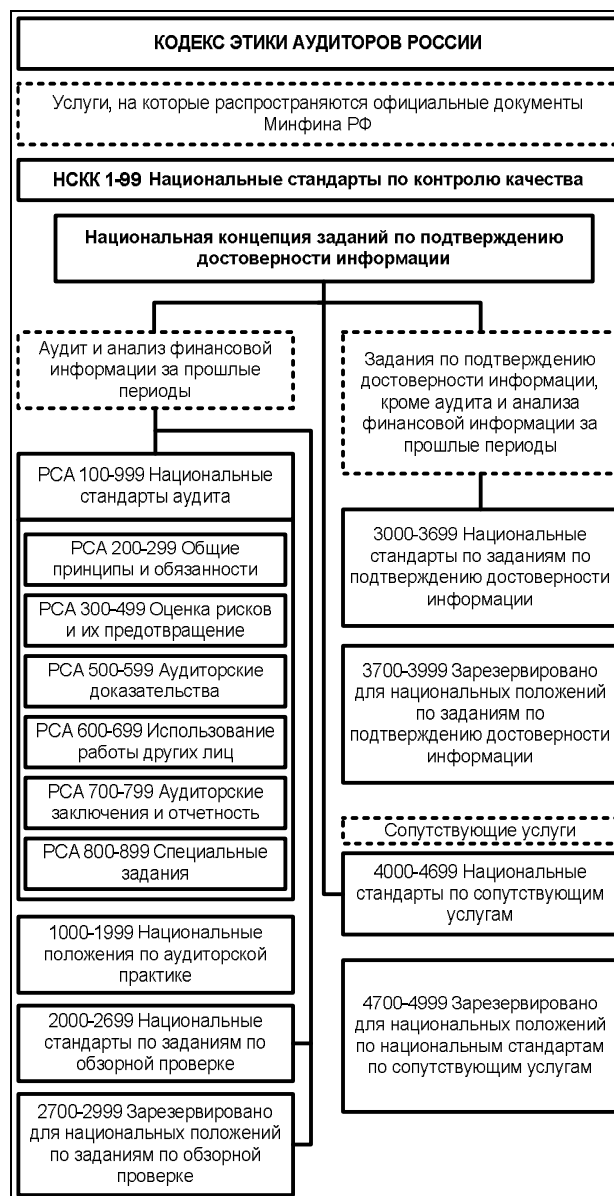 КОДЕКС ЭТИКИ АУДИТОРОВ РОССИИ
Услуги, на которые распространяются официальные документы
Минфина РФ
НСКК 1-99 Национальные стандарты по контролю качества
Национальная концепция заданий по подтверждению
достоверности информации
Аудит и анализ финансовой
информации за прошлые
периоды
РСА 100-999 Национальные
стандарты аудита
РСА 200-299 Общие
принципы и обязанности
РСА 300-499 Оценка рисков
и их предотвращение
РСА 500-599 Аудиторские
доказательства
РСА 600-699 Использование
работы других лиц
РСА 700-799 Аудиторские
заключения и отчетность
РСА 800-899 Специальные
задания
1000-1999 Национальные
положения по аудиторской
практике
2000-2699 Национальные
стандарты по заданиям по
обзорной проверке
2700-2999 Зарезервировано
для национальных положений
по заданиям по обзорной
проверке
Задания по подтверждению
достоверности информации,
кроме аудита и анализа
финансовой информации за
прошлые периоды
3000-3699 Национальные
стандарты по заданиям по
подтверждению достоверности
информации
3700-3999 Зарезервировано
для национальных положений
по заданиям по
подтверждению достоверности
информации
Сопутствующие услуги
4000-4699 Национальные
стандарты по сопутствующим
услугам
4700-4999 Зарезервировано
для национальных положений
по национальным стандартам
по сопутствующим услугам